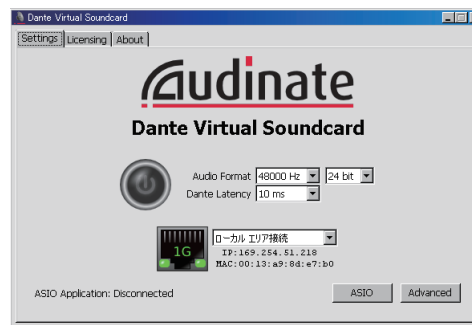 Dante Virtual Soundcard
Settings Licensing About
Audinate
Dante Virtual Soundcard
Audio Format 48000 Hz 24 bit
Dante Latency 10 ms
1G ローカル エリア接続
IP:169.254.51.218
MAC:00:13:a9:8d:e7:b0
ASIO Application: Disconnected ASIO Advanced